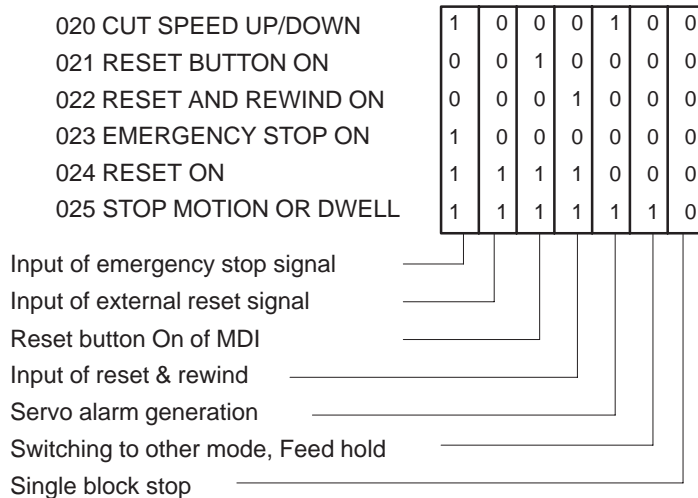 020 CUT SPEED UP/DOWN 1 0 0 0 1 0 0
021 RESET BUTTON ON 0 0 1 0 0 0 0
022 RESET AND REWIND ON 0 0 0 1 0 0 0
023 EMERGENCY STOP ON 1 0 0 0 0 0 0
024 RESET ON 1 1 1 1 0 0 0
025 STOP MOTION OR DWELL 1 1 1 1 1 1 0
Input of emergency stop signal
Input of external reset signal
Reset button On of MDI
Input of reset & rewind
Servo alarm generation
Switching to other mode, Feed hold
Single block stop